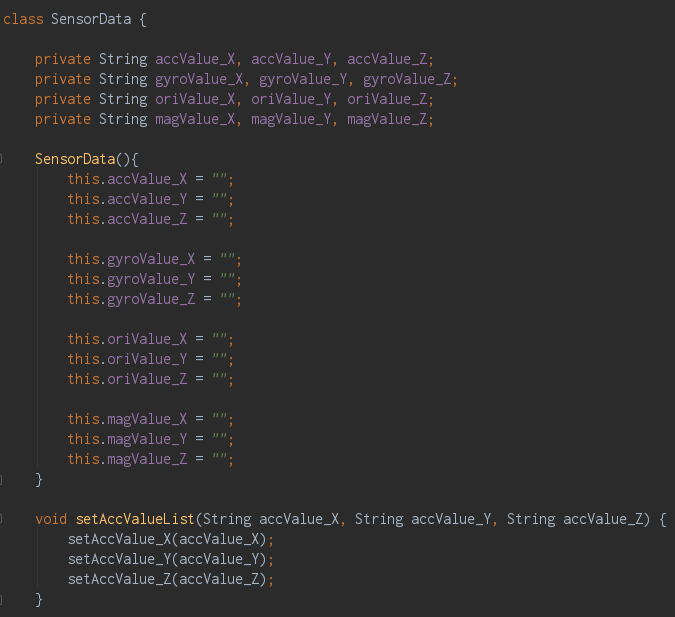 class SensorData {
private String accValue_X, accValue_Y, accValue_Z;
private String gyroValue_X, gyroValue_Y, gyroValue_Z;
private String oriValue_X, oriValue_Y, oriValue_Z;
private String magValue_X, magValue_Y, magValue_Z;
SensorData(){
this.accValue_X = "";
this.accValue_Y = "";
this.accValue_Z = "";
this.gyroValue_X = "";
this.gyroValue_Y = "";
this.gyroValue_Z = "";
this.oriValue_X = "";
this.oriValue_Y = "";
this.oriValue_Z = "";
this.magValue_X = "";
this.magValue_Y = "";
this.magValue_Z = "";
}
void setAccValueList(String accValue_X, String accValue_Y, String accValue_Z) {
setAccValue_X(accValue_X);
setAccValue_Y(accValue_Y);
setAccValue_Z(accValue_Z);
}